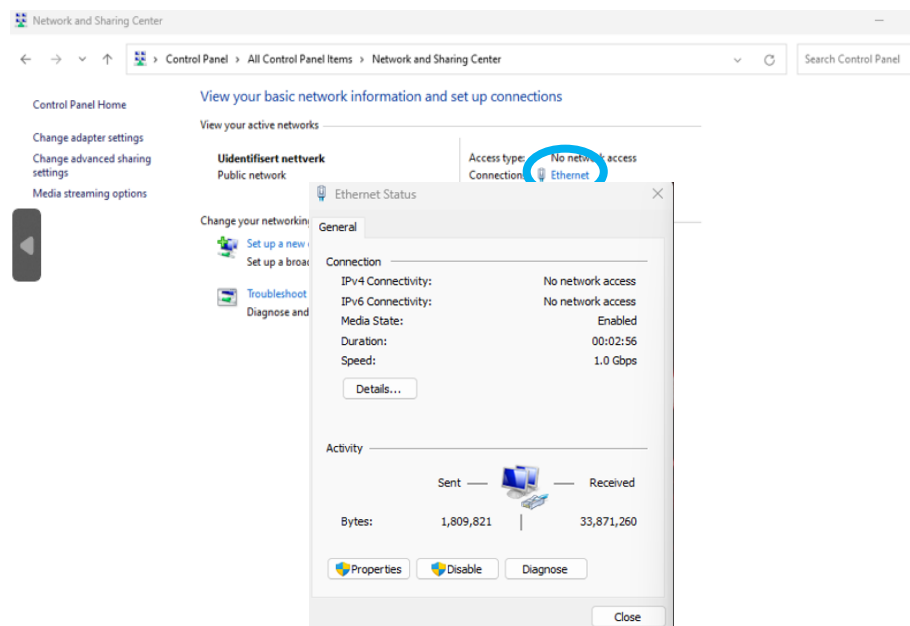 Network and Sharing Center
Control Panel > All Control Panel Items > Network and Sharing Center
Search Control Panel
Control Panel Home
Change adapter settings
Change advanced sharing
settings
Media streaming options
View your basic network information and set up connections
View your active networks
Uidentifisert nettverk
Public network
Access type: No network access
Connection Ethernet
Change your networkin
Set up a new
Set up a broa
Troubleshoot
Diagnose and
Ethernet Status
General
Connection
IPv4 Connectivity: No network access
IPv6 Connectivity: No network access
Media State: Enabled
Duration: 00:02:56
Speed: 1.0 Gbps
Details...
Activity
Sent — — Received
Bytes: 1,809,821 | 33,871,260
Properties Disable Diagnose
Close